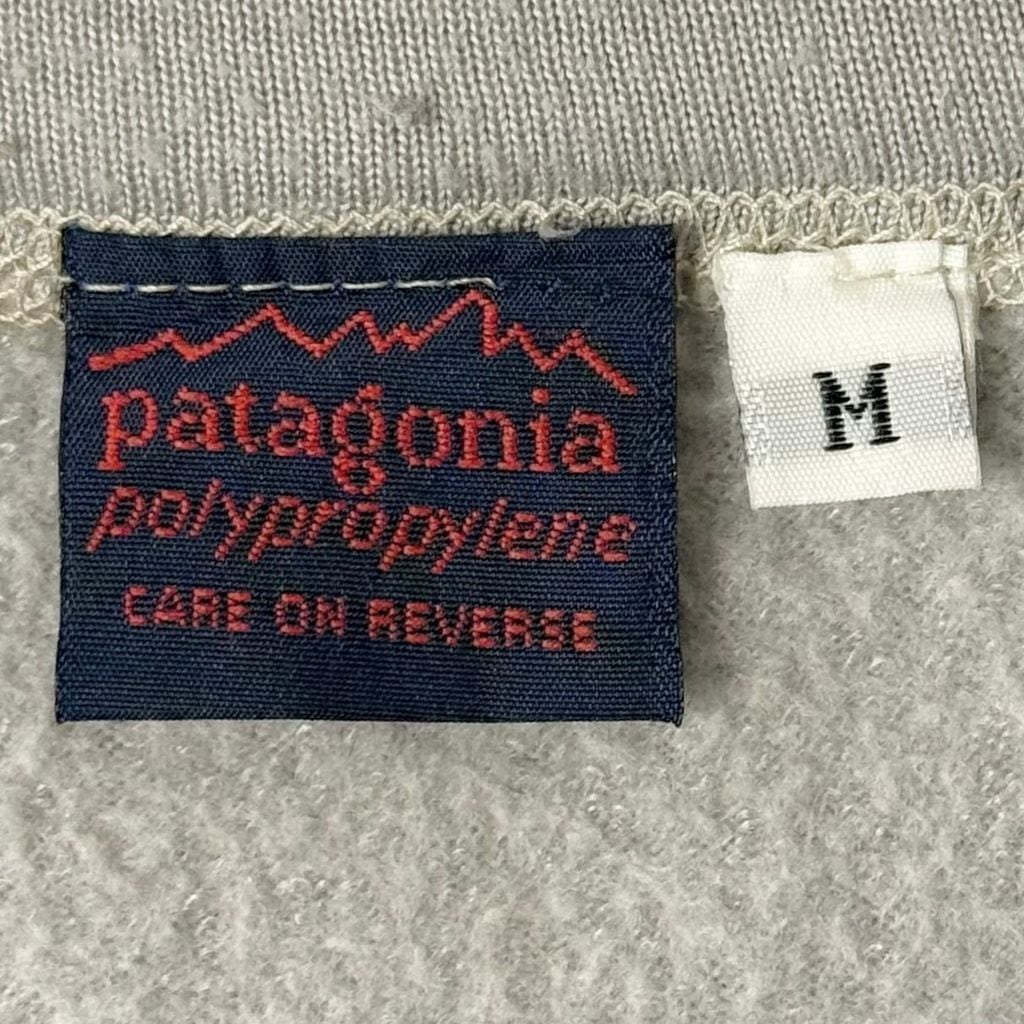 patagonia
polypropylene
CARE ON REVERSE
M